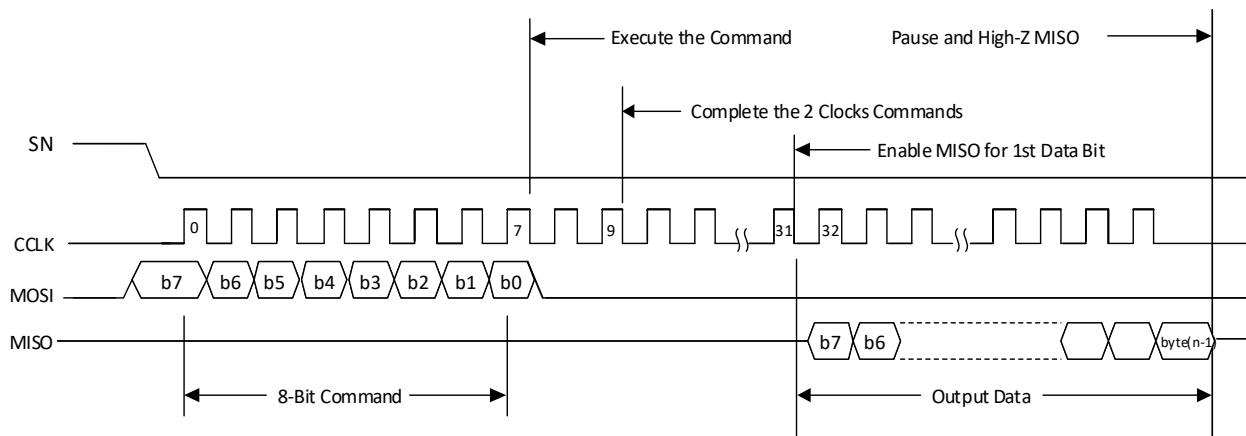 Execute the Command
Pause and High-Z MISO
Complete the 2 Clocks Commands
SN
Enable MISO for 1st Data Bit
CCLK
0
7
9
31
32
MOSI
b7
b6
b5
b4
b3
b2
b1
b0
MISO
b7
b6
byte(n-1)
8-Bit Command
Output Data